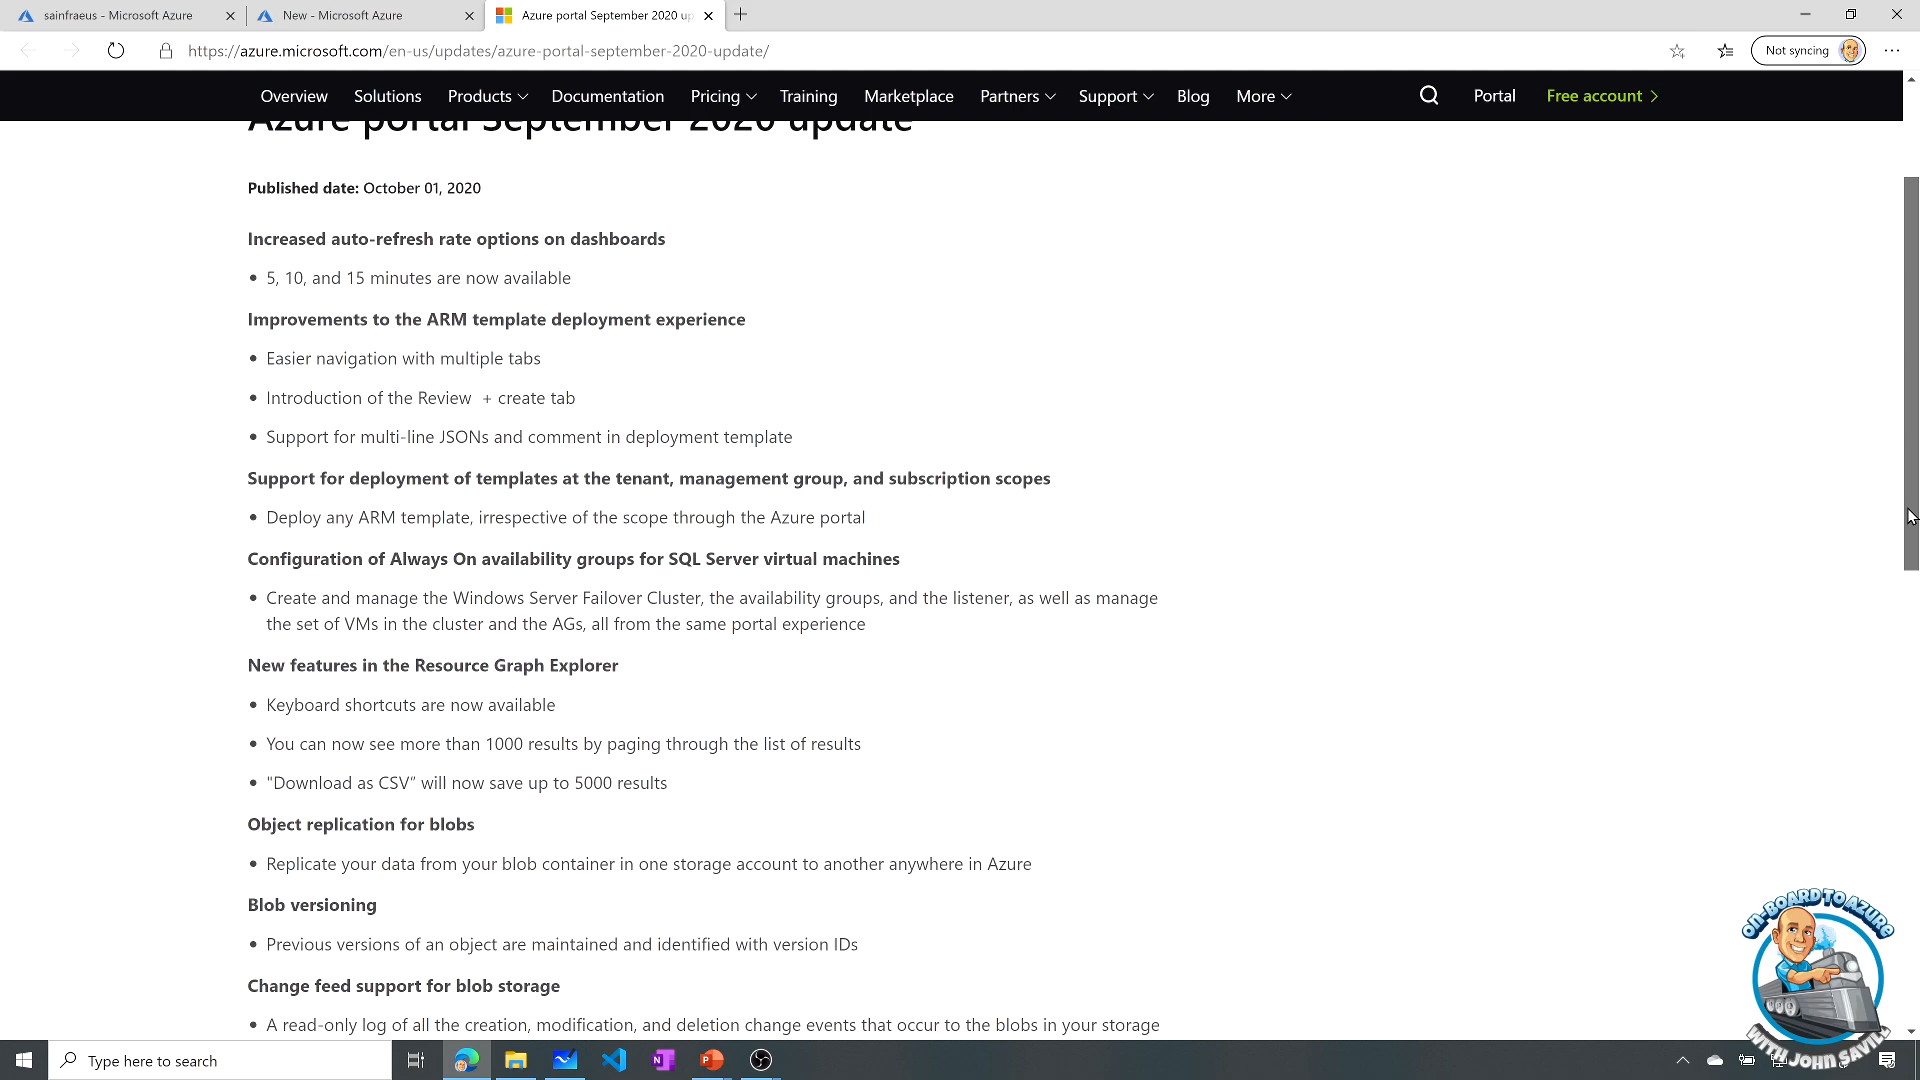 sainfraeus - Microsoft Azure
New - Microsoft Azure
Azure portal September 2020 up
https://azure.microsoft.com/en-us/updates/azure-portal-september-2020-update/
Not syncing
Overview Solutions Products Documentation Pricing Training Marketplace Partners Support Blog More Portal Free account
Azure portal September 2020 update
Published date: October 01, 2020
Increased auto-refresh rate options on dashboards
• 5, 10, and 15 minutes are now available
Improvements to the ARM template deployment experience
• Easier navigation with multiple tabs
• Introduction of the Review + create tab
• Support for multi-line JSONs and comment in deployment template
Support for deployment of templates at the tenant, management group, and subscription scopes
• Deploy any ARM template, irrespective of the scope through the Azure portal
Configuration of Always On availability groups for SQL Server virtual machines
• Create and manage the Windows Server Failover Cluster, the availability groups, and the listener, as well as manage
the set of VMs in the cluster and the AGs, all from the same portal experience
New features in the Resource Graph Explorer
• Keyboard shortcuts are now available
• You can now see more than 1000 results by paging through the list of results
• "Download as CSV” will now save up to 5000 results
Object replication for blobs
• Replicate your data from your blob container in one storage account to another anywhere in Azure
Blob versioning
• Previous versions of an object are maintained and identified with version IDs
Change feed support for blob storage
• A read-only log of all the creation, modification, and deletion change events that occur to the blobs in your storage
ON-BOARD TO AZURE
WITH JOHN SAVILL
Type here to search